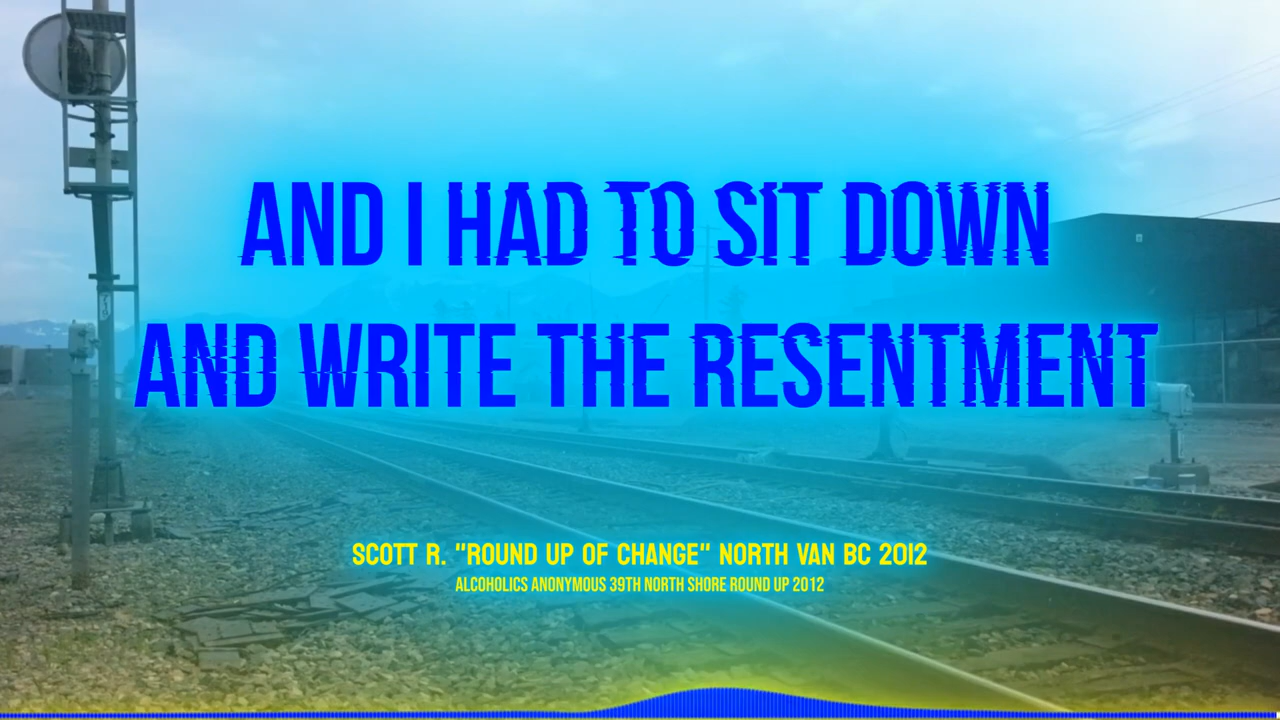 AND I HAD TO SIT DOWN
AND WRITE THE RESENTMENT
SCOTT R. "ROUND UP OF CHANGE" NORTH VAN BC 2012
ALCOHOLICS ANONYMOUS 39TH NORTH SHORE ROUND UP 2012